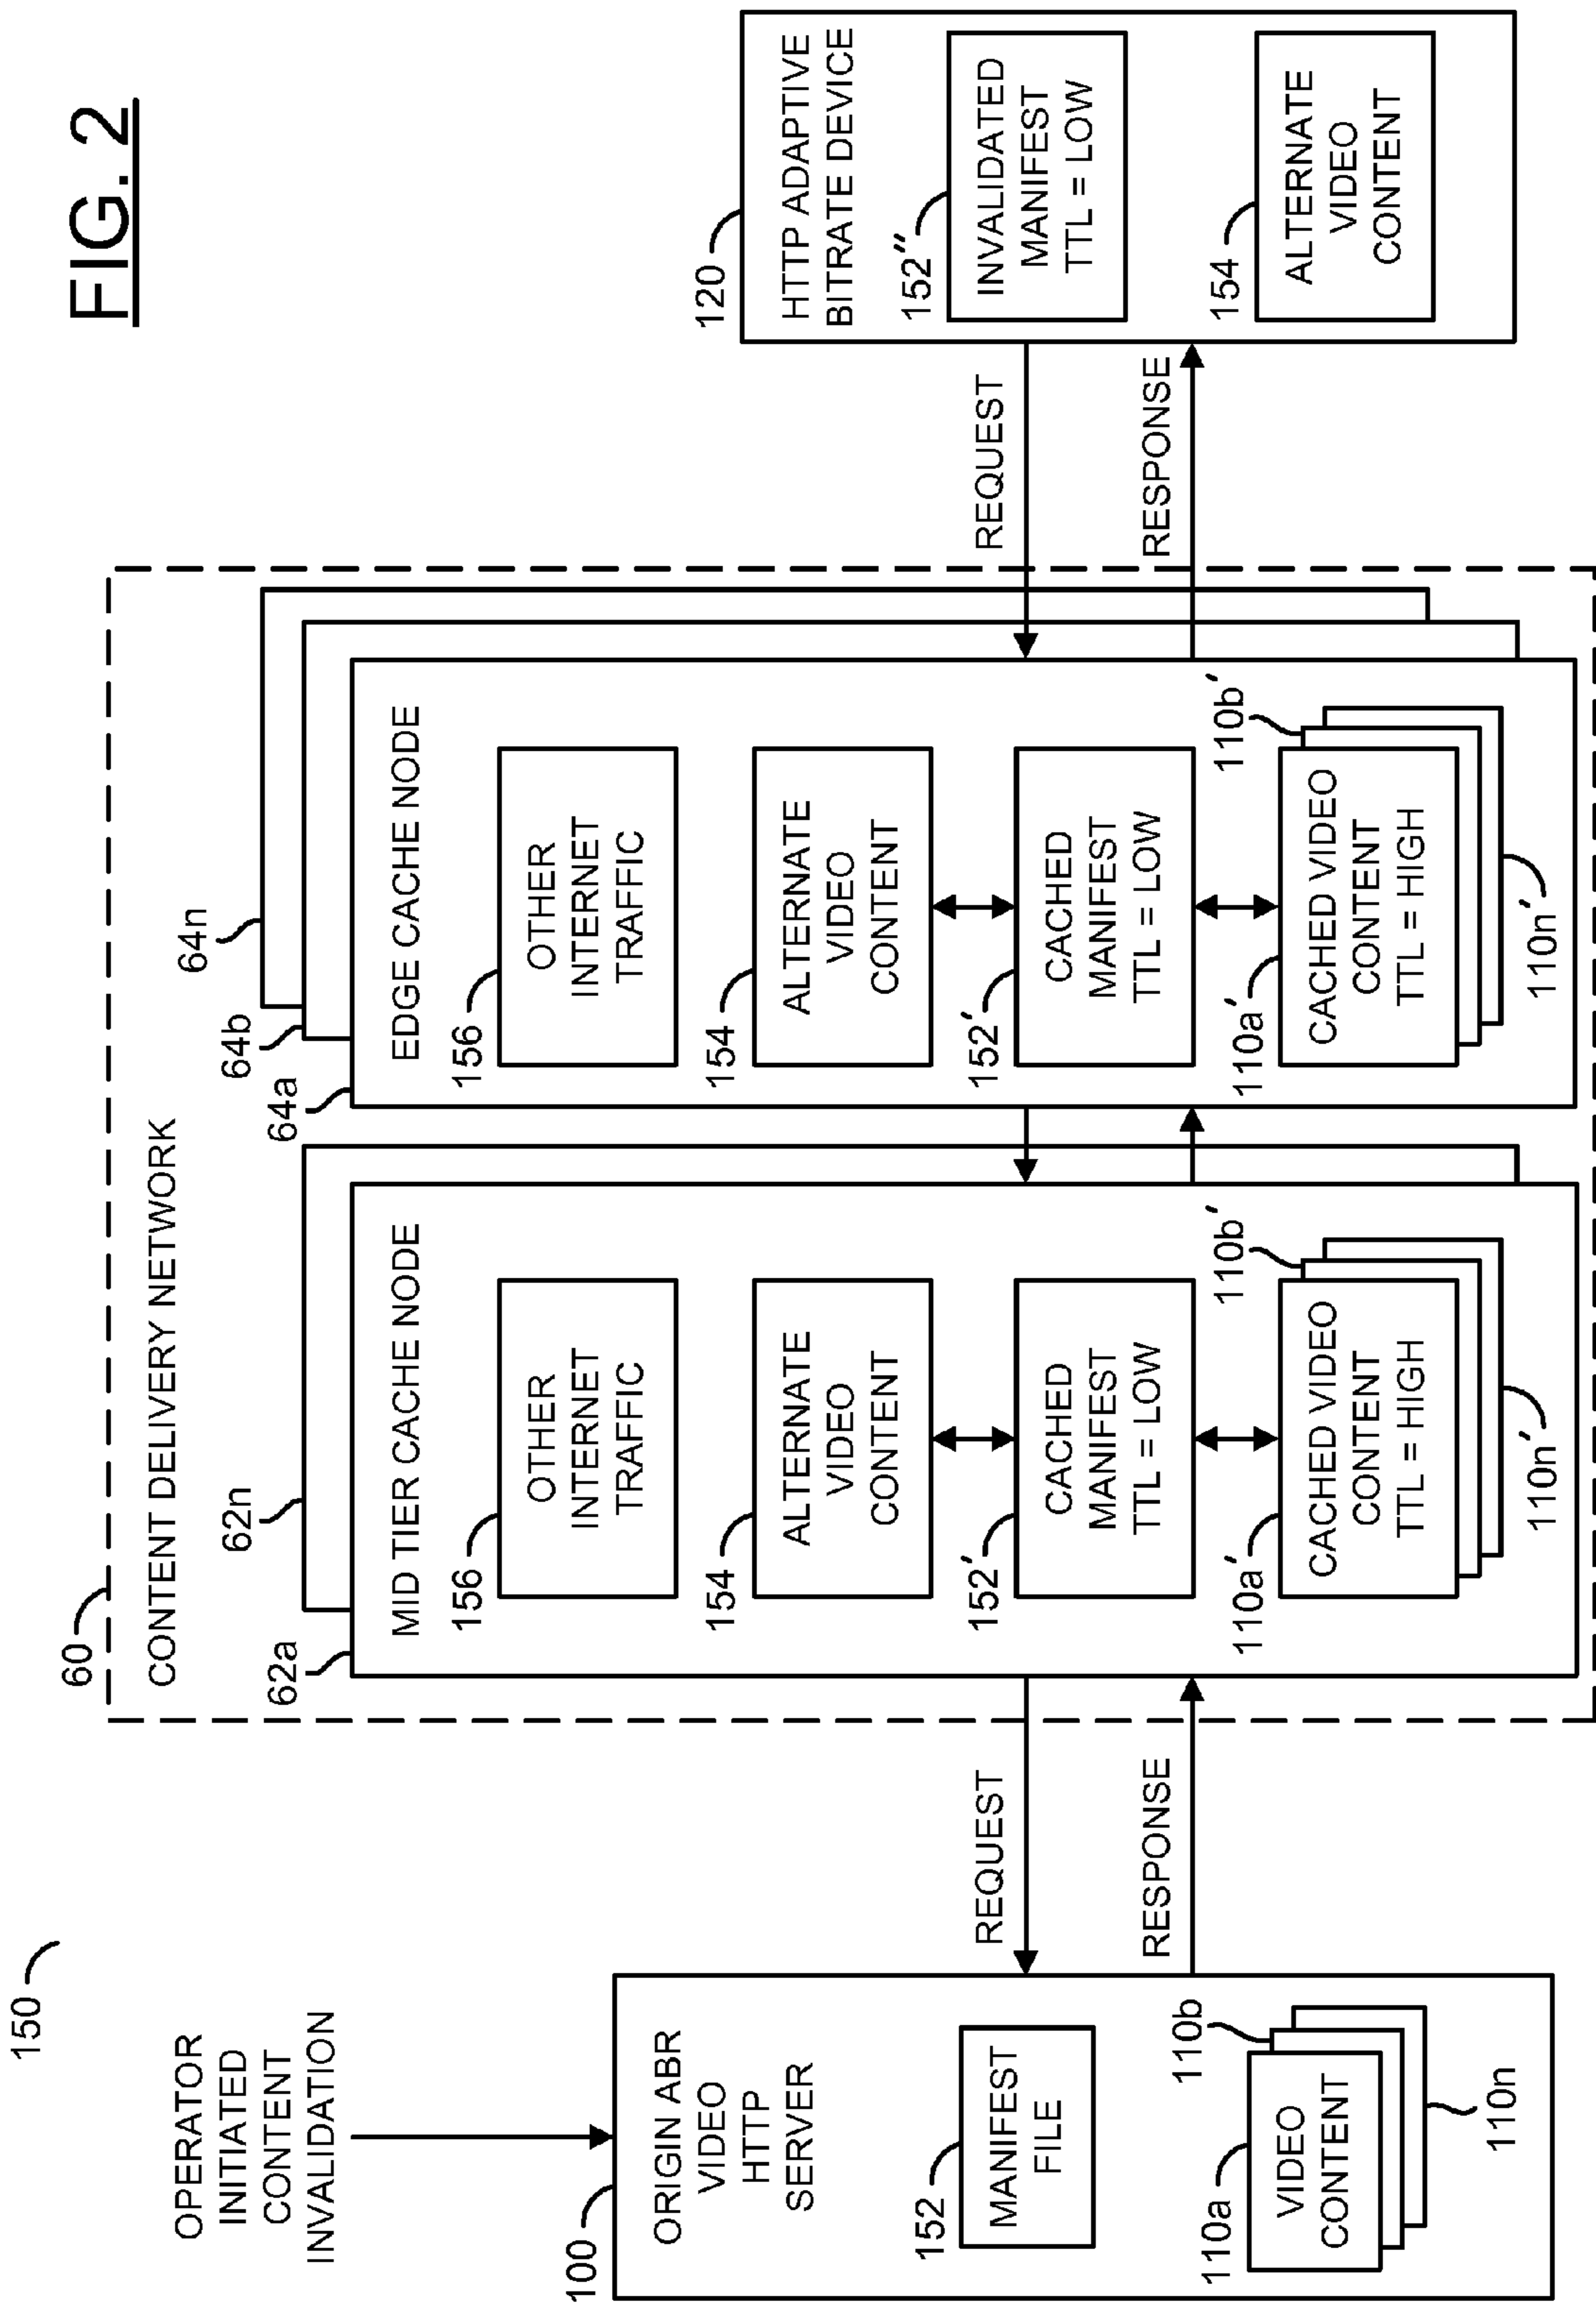 FIG. 2
150
OPERATOR
INITIATED
CONTENT
INVALIDATION
100
ORIGIN ABR
VIDEO
HTTP
SERVER
152
MANIFEST
FILE
110a
110b
VIDEO
CONTENT
110n
REQUEST
RESPONSE
60
CONTENT DELIVERY NETWORK
62a
62n
MID TIER CACHE NODE
156
OTHER
INTERNET
TRAFFIC
154
ALTERNATE
VIDEO
CONTENT
152'
CACHED
MANIFEST
TTL = LOW
110a'
110b'
CACHED VIDEO
CONTENT
TTL = HIGH
110n'
64a
64b
64n
EDGE CACHE NODE
156
OTHER
INTERNET
TRAFFIC
154
ALTERNATE
VIDEO
CONTENT
152'
CACHED
MANIFEST
TTL = LOW
110a'
110b'
CACHED VIDEO
CONTENT
TTL = HIGH
110n'
REQUEST
RESPONSE
120
HTTP ADAPTIVE
BITRATE DEVICE
152''
INVALIDATED
MANIFEST
TTL = LOW
154
ALTERNATE
VIDEO
CONTENT